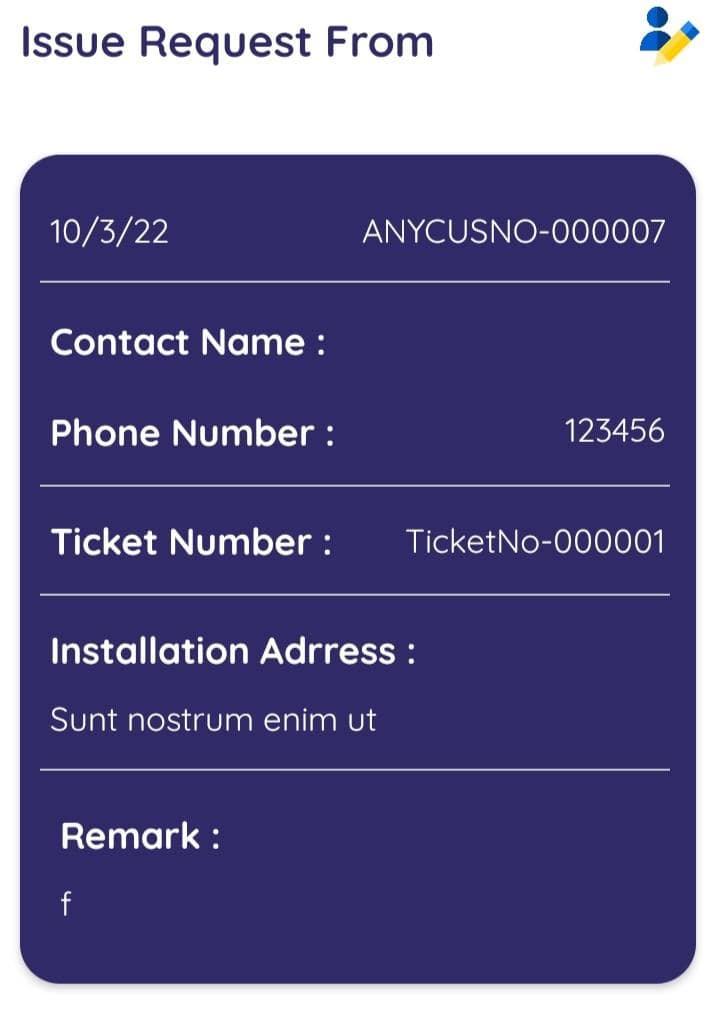 Issue Request From
10/3/22 ANYCUSNO-000007
Contact Name :
Phone Number : 123456
Ticket Number : TicketNo-000001
Installation Adrress :
Sunt nostrum enim ut
Remark :
f